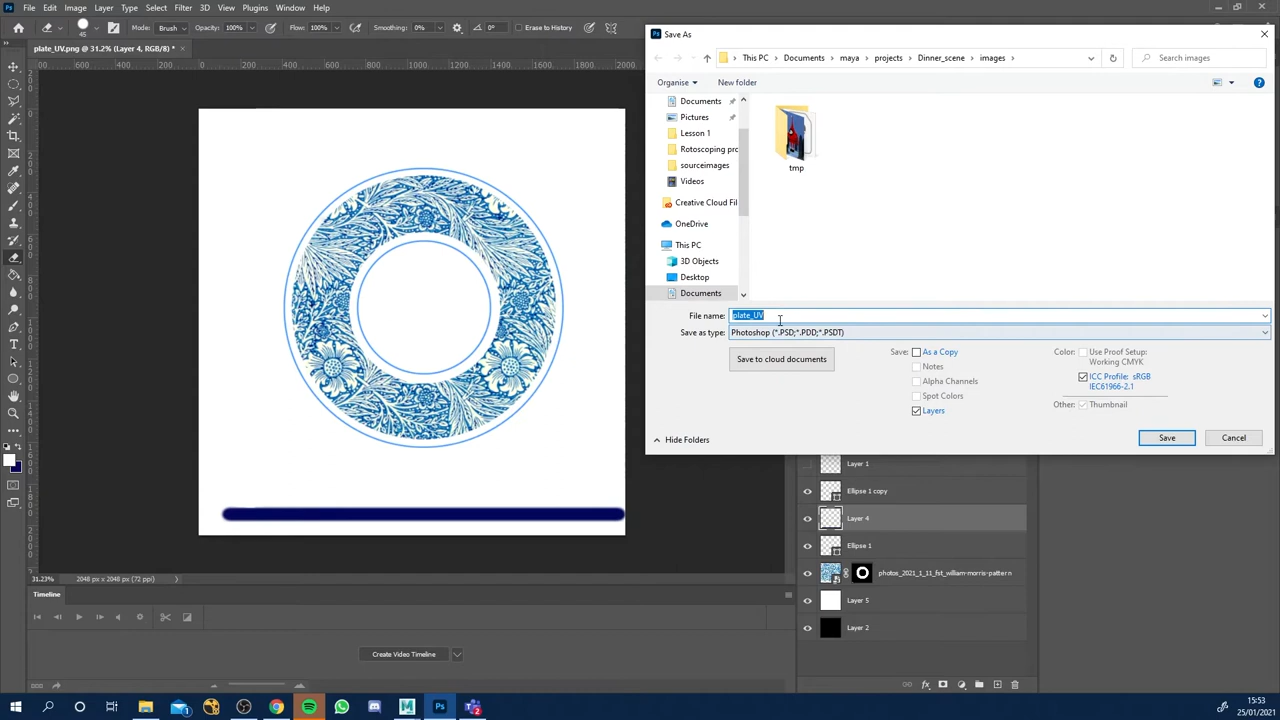 File Edit Image Layer Type Select Filter 3D View Plugins Window Help
45 Mode: Brush Opacity: 100% Flow: 100% Smoothing: 0% 0° Erase to History
plate_UV.png @ 31.2% (Layer 4, RGB/8) *
Save As
This PC > Documents > maya > projects > Dinner_scene > images >
Search images
Organise New folder
Documents
Pictures
Lesson 1
Rotoscoping pro
sourceimages
Videos
Creative Cloud Fil
OneDrive
This PC
3D Objects
Desktop
Documents
tmp
File name: plate_UV
Save as type: Photoshop (*.PSD;*.PDD;*.PSDT)
Save to cloud documents
Save: As a Copy
Notes
Alpha Channels
Spot Colors
Layers
Color: Use Proof Setup:
Working CMYK
ICC Profile: sRGB
IEC61966-2.1
Other: Thumbnail
Hide Folders
Save Cancel
Layer 1
Ellipse 1 copy
Layer 4
Ellipse 1
photos_2021_1_11_fst_william-morris-pattern
Layer 5
Layer 2
31.23% 2048 px x 2048 px (72 ppi)
Timeline
Create Video Timeline
15:53
25/01/2021